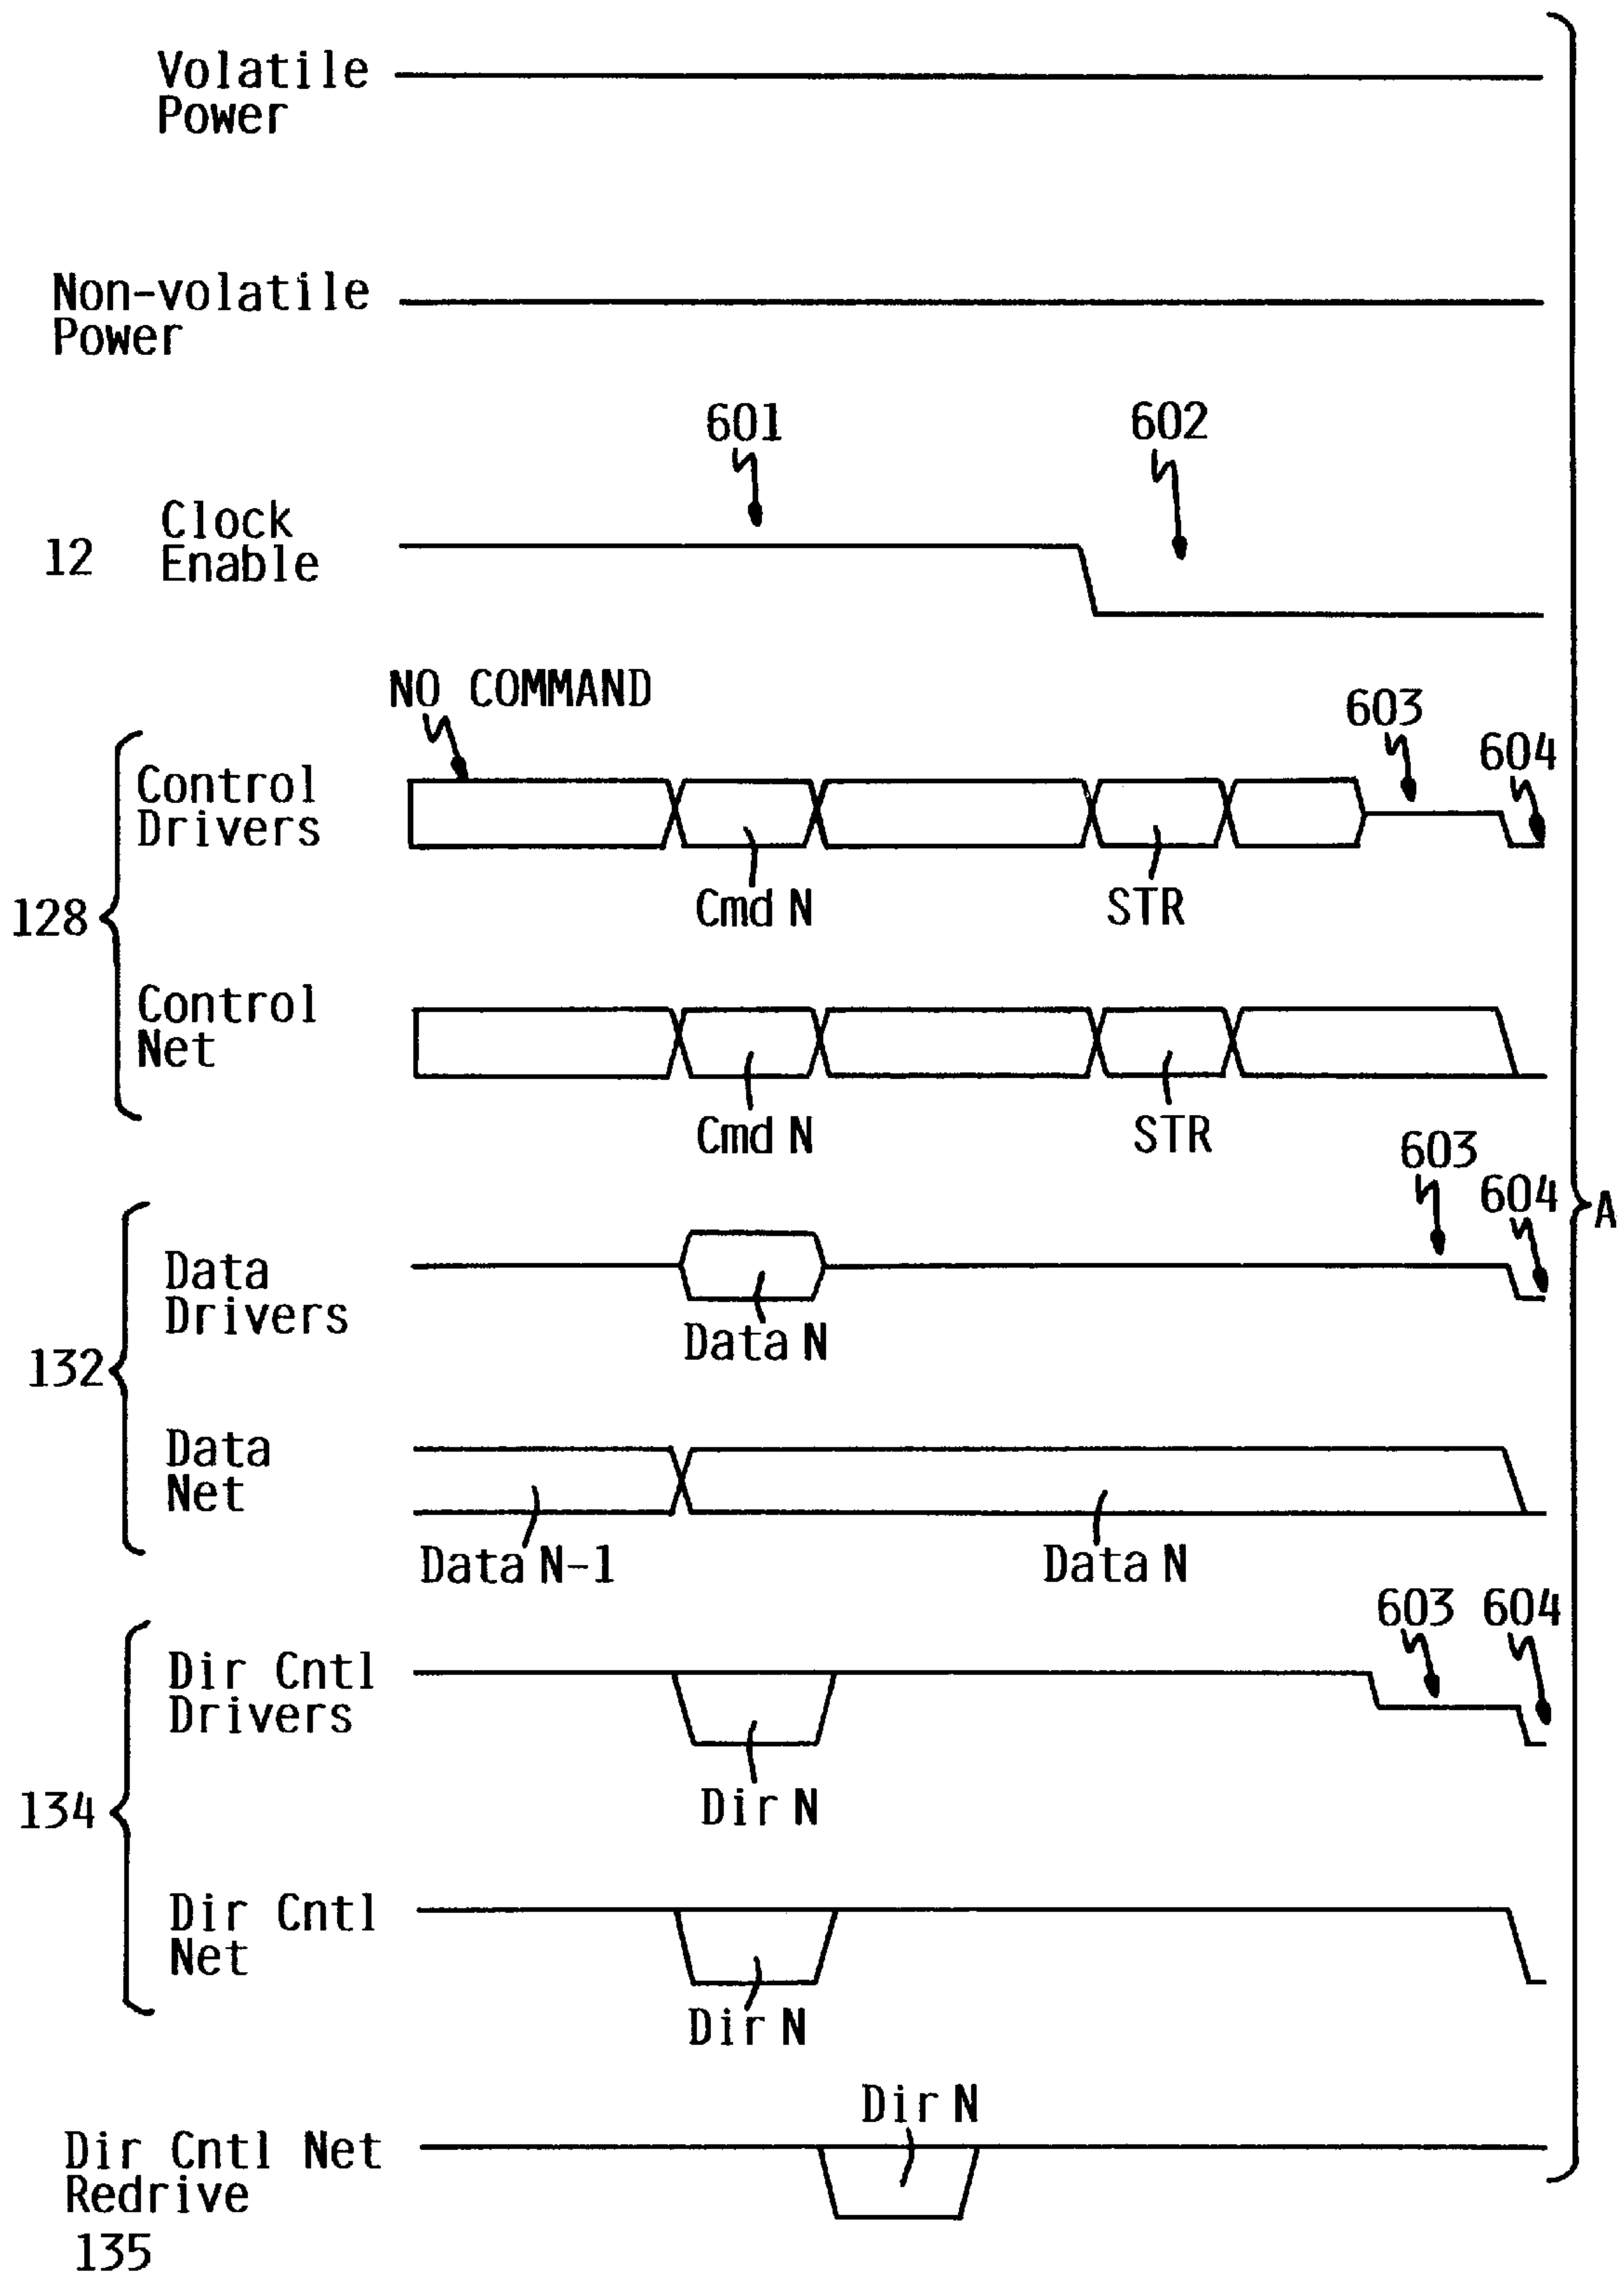 Volatile
Power
Non-volatile
Power
601
602
12
Clock
Enable
NO COMMAND
603
604
128
Control
Drivers
Cmd N
STR
Control
Net
Cmd N
STR
603
604
A
132
Data
Drivers
Data N
Data
Net
Data N-1
Data N
603
604
134
Dir Cntl
Drivers
Dir N
Dir Cntl
Net
Dir N
Dir N
Dir Cntl Net
Redrive
135